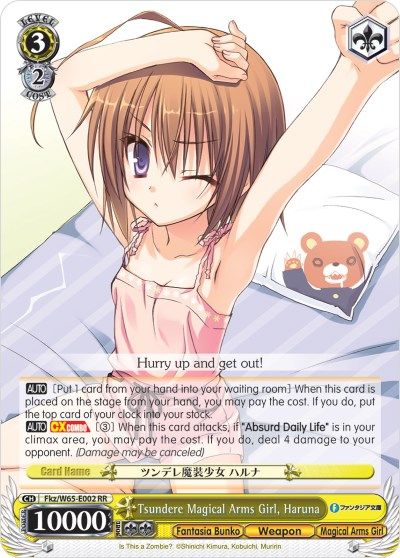 LEVEL
3
2
COST
Hurry up and get out!
AUTO [Put 1 card from your hand into your waiting room] When this card is
placed on the stage from your hand, you may pay the cost. If you do, put
the top card of your clock into your stock.
AUTO CXCOMBO [③] When this card attacks, if "Absurd Daily Life" is in your
climax area, you may pay the cost. If you do, deal 4 damage to your
opponent. (Damage may be canceled)
Card Name ツンデレ魔装少女 ハルナ
CH Fkz/W65-E002 RR Tsundere Magical Arms Girl, Haruna ファンタジア文庫
POWER 10000 SOUL Fantasia Bunko Weapon Magical Arms Girl
Is This a Zombie? ©Shinichi Kimura, Kobuichi, Muririn